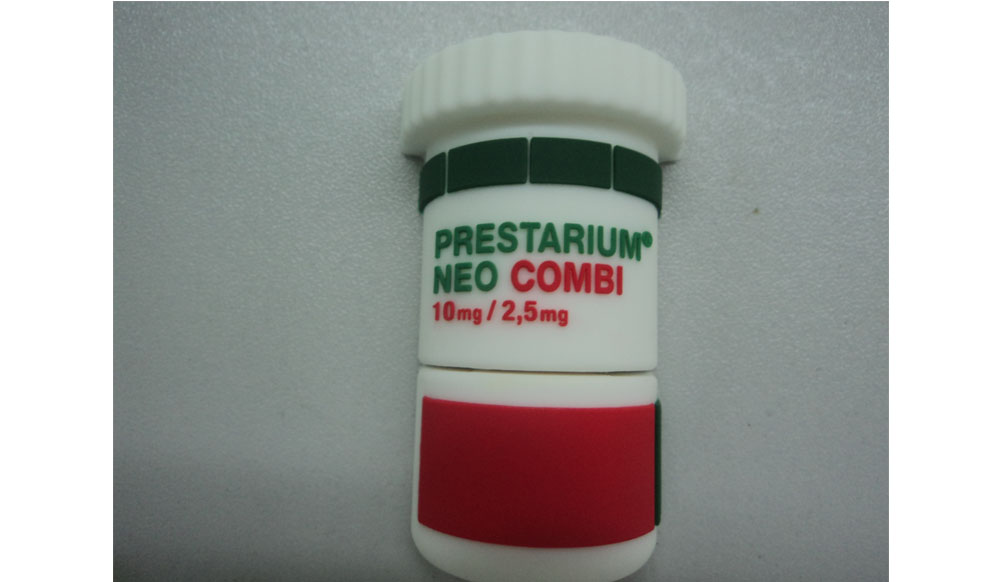 PRESTARIUM®
NEO COMBI
10mg / 2,5mg